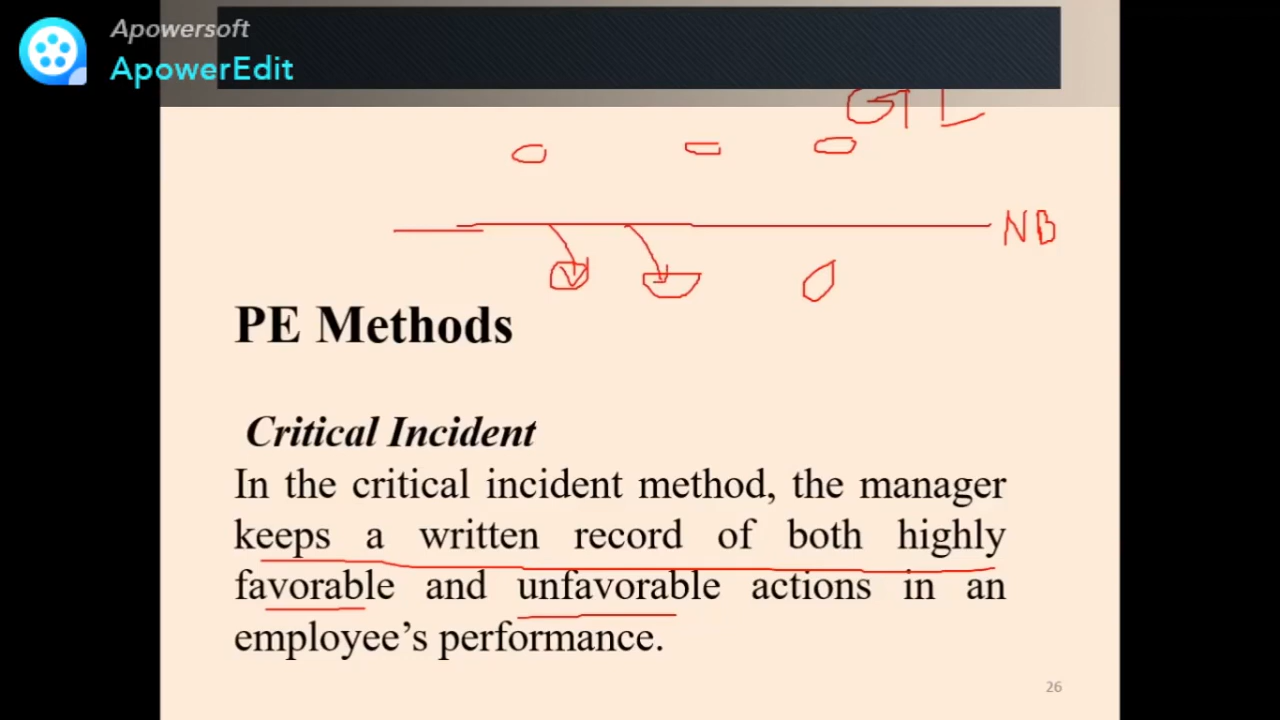 Apowersoft
ApowerEdit
NB
PE Methods
Critical Incident
In the critical incident method, the manager
keeps a written record of both highly
favorable and unfavorable actions in an
employee’s performance.
26